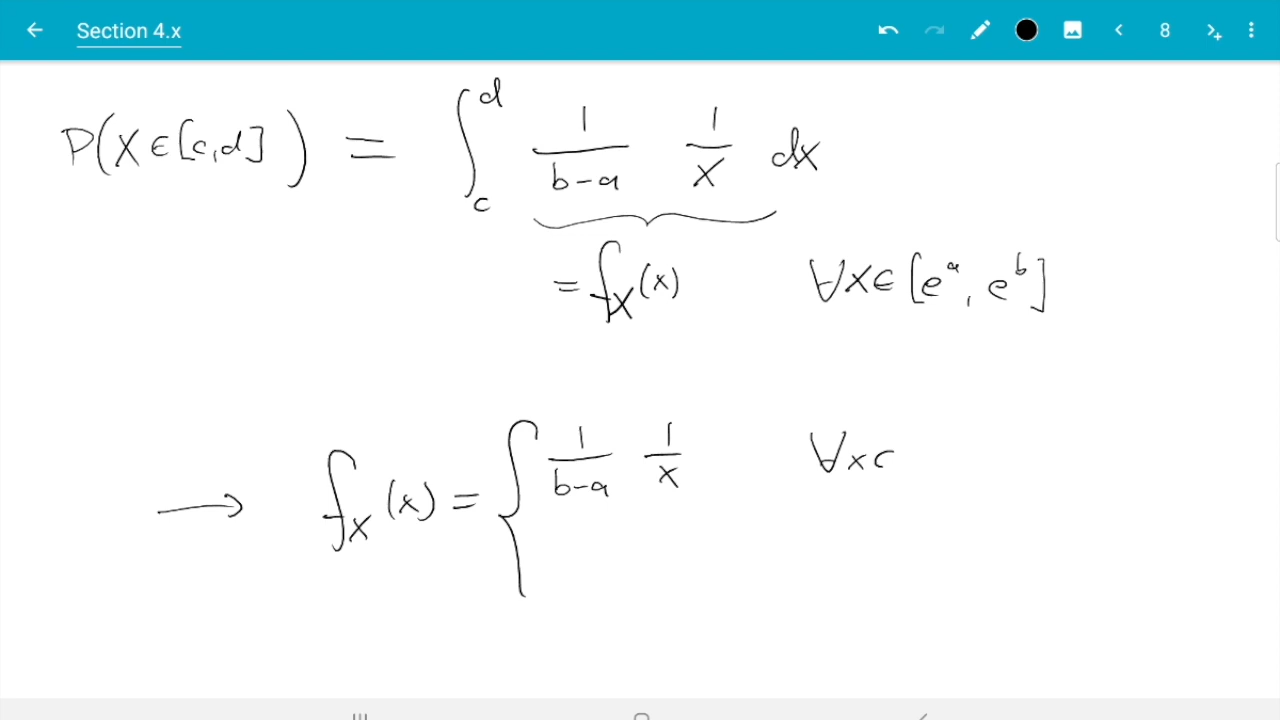 Section 4.x 8
P(X∈[c,d]) = ∫_c^d 1/(b-a) 1/x dx
= f_X(x) ∀x∈[e^a, e^b]
→ f_X(x) = { 1/(b-a) 1/x ∀x∈